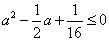 a² − 1/2 a + 1/16 ≤ 0